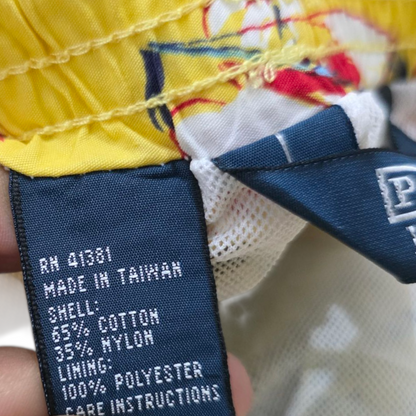 P
RN 41381
MADE IN TAIWAN
SHELL:
65% COTTON
35% NYLON
LINING:
100% POLYESTER
CARE INSTRUCTIONS